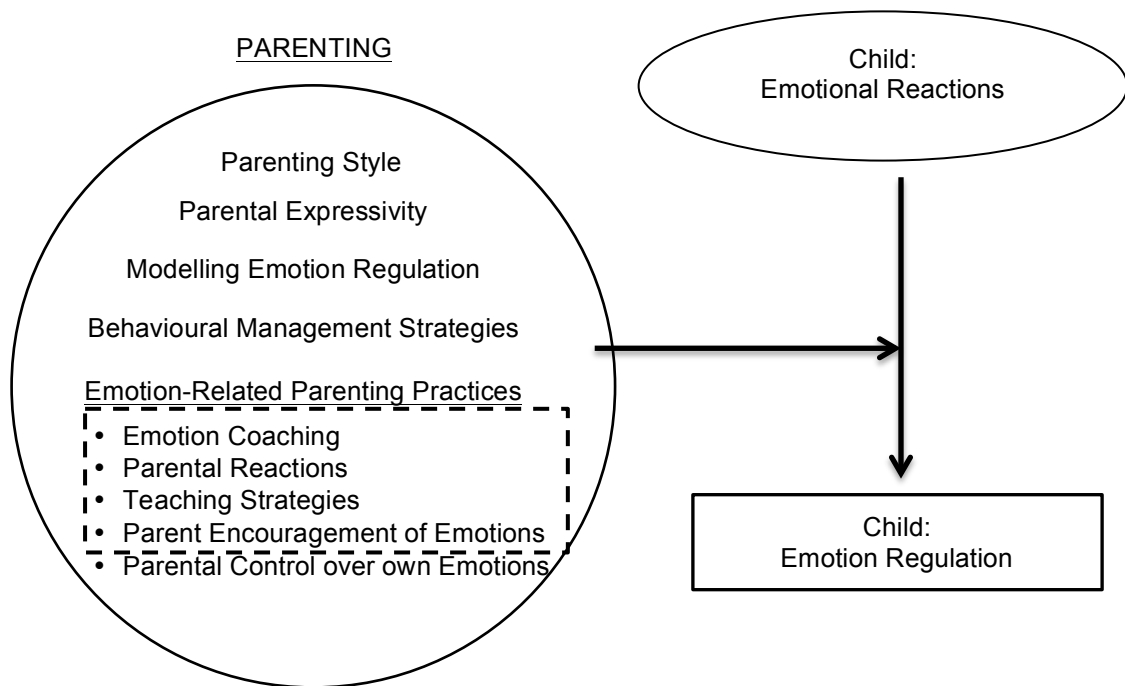 PARENTING
Parenting Style
Parental Expressivity
Modelling Emotion Regulation
Behavioural Management Strategies
Emotion-Related Parenting Practices
• Emotion Coaching
• Parental Reactions
• Teaching Strategies
• Parent Encouragement of Emotions
• Parental Control over own Emotions
Child:
Emotional Reactions
Child:
Emotion Regulation